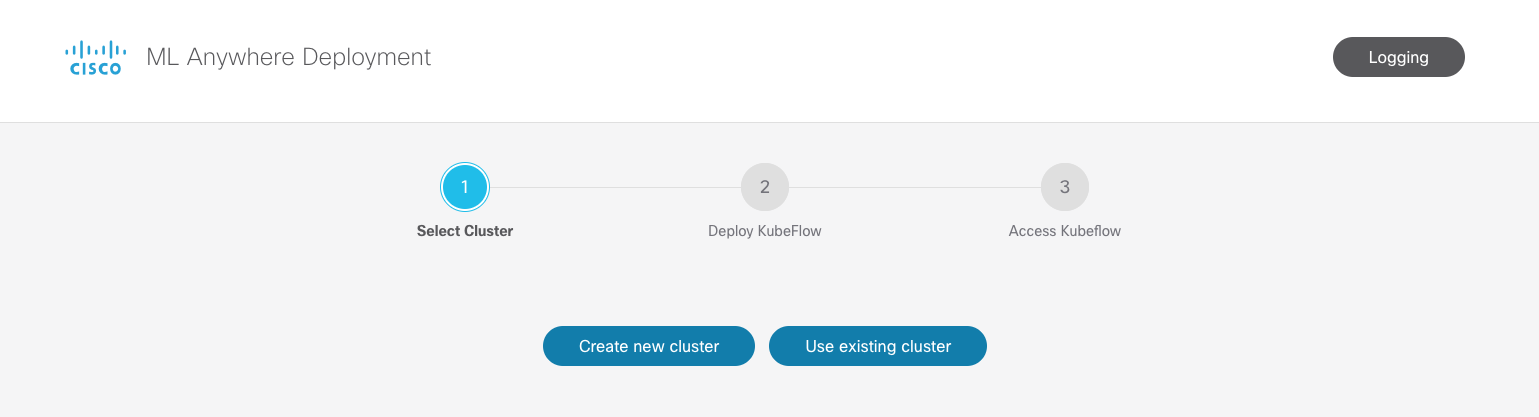 CISCO
ML Anywhere Deployment
Logging
1
2
3
Select Cluster
Deploy KubeFlow
Access Kubeflow
Create new cluster
Use existing cluster